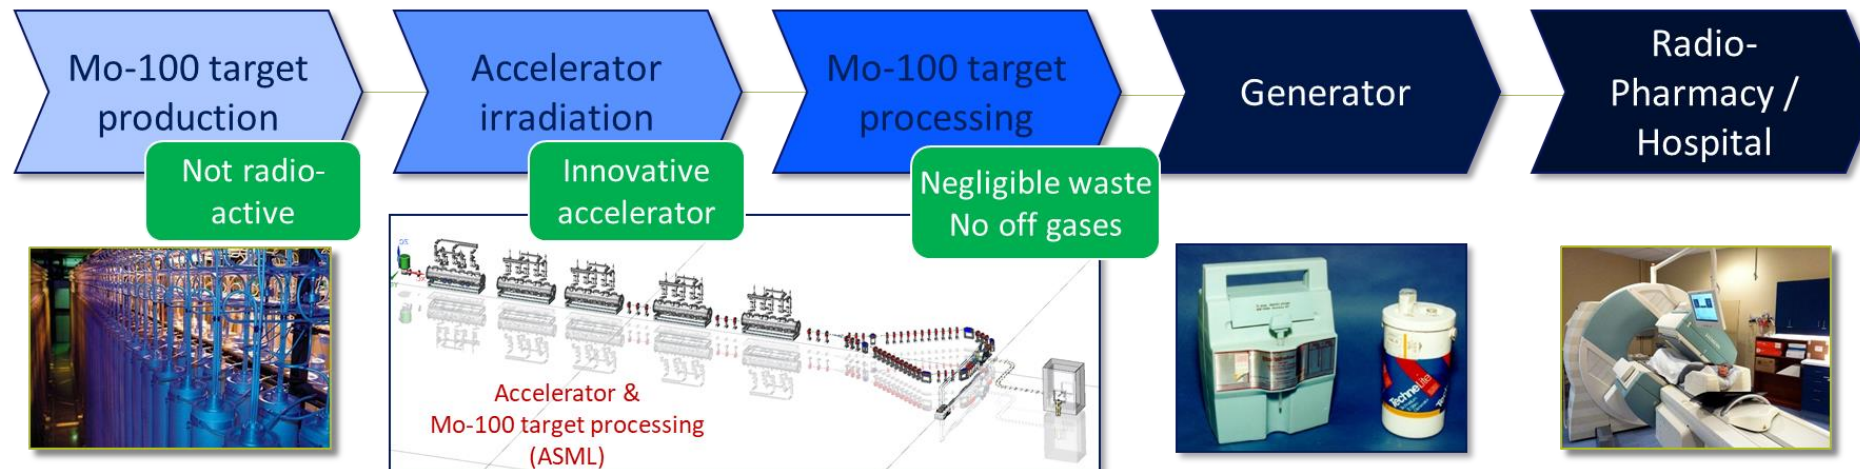 Mo-100 target
production
Accelerator
irradiation
Mo-100 target
processing
Generator
Radio-
Pharmacy /
Hospital
Not radio-
active
Innovative
accelerator
Negligible waste
No off gases
Accelerator &
Mo-100 target processing
(ASML)
TechneLite